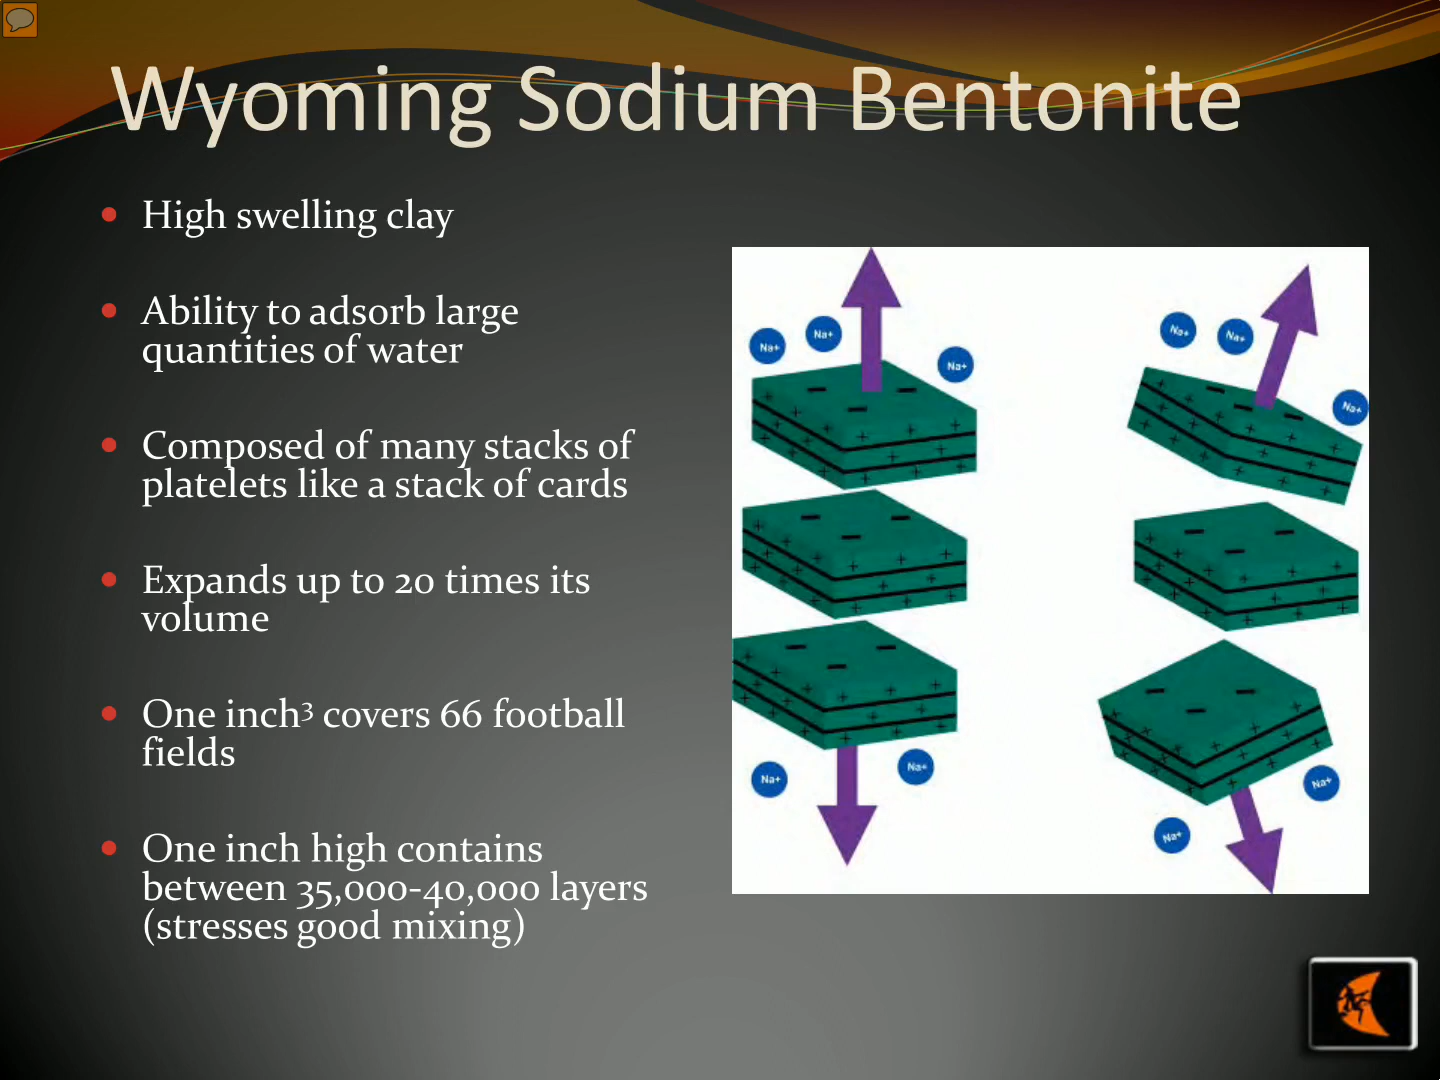 Wyoming Sodium Bentonite
• High swelling clay
• Ability to adsorb large
quantities of water
• Composed of many stacks of
platelets like a stack of cards
• Expands up to 20 times its
volume
• One inch³ covers 66 football
fields
• One inch high contains
between 35,000-40,000 layers
(stresses good mixing)
Na+ Na+ Na+
Na+ Na+ Na+
Na+ Na+
Na+ Na+